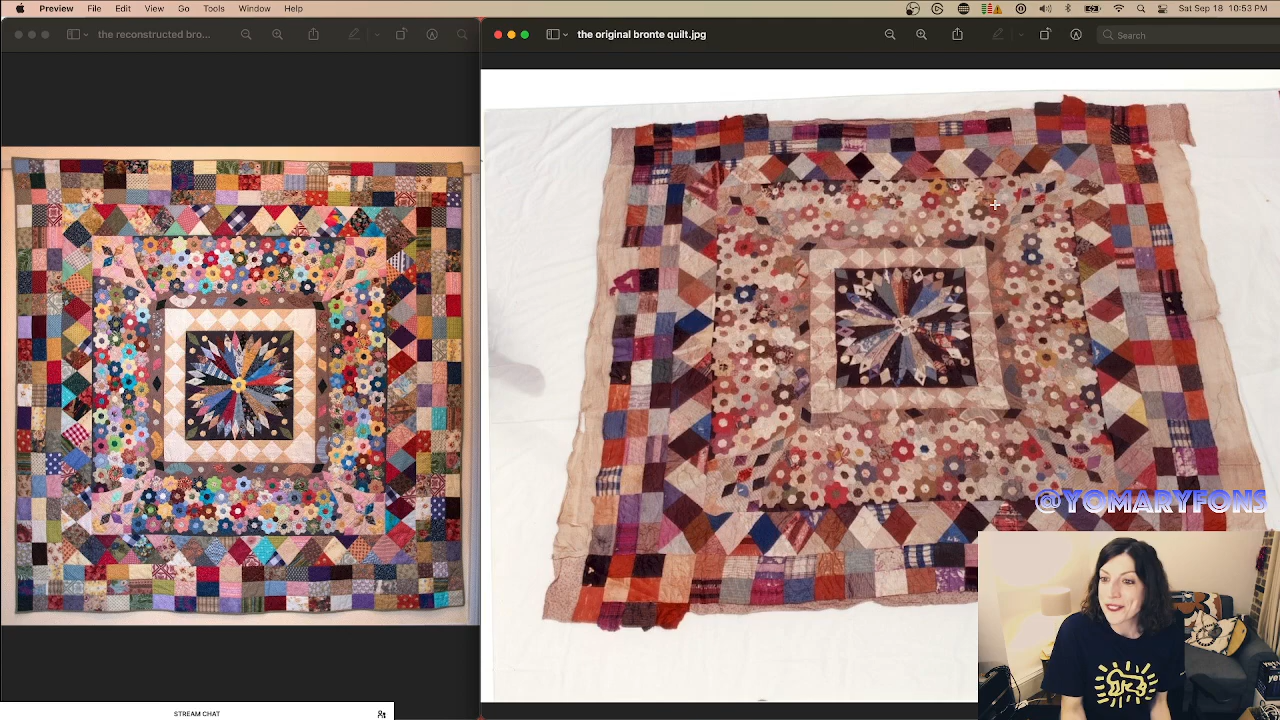 Preview File Edit View Go Tools Window Help
Sat Sep 18 10:53 PM
the reconstructed bro...
the original bronte quilt.jpg
Search
@YOMARYFONS
STREAM CHAT